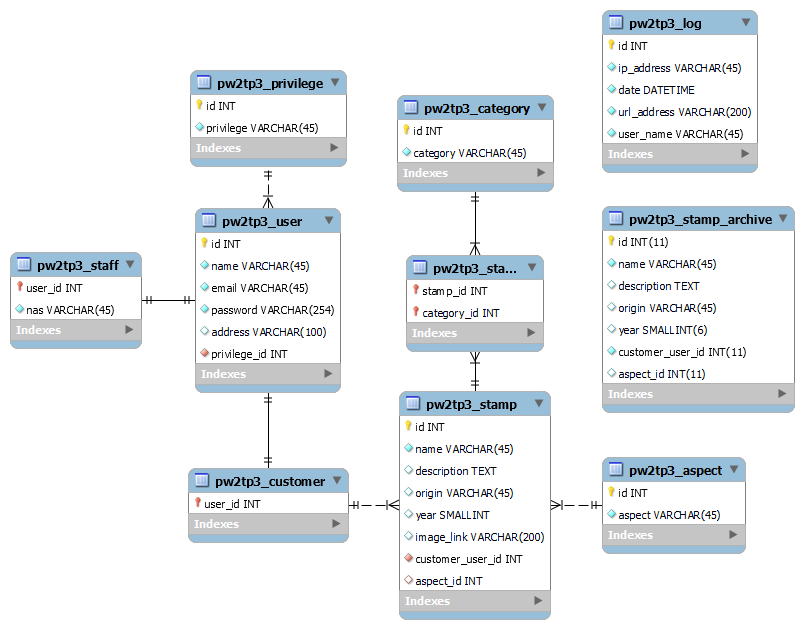 pw2tp3_log
id INT
ip_address VARCHAR(45)
date DATETIME
url_address VARCHAR(200)
user_name VARCHAR(45)
Indexes
pw2tp3_privilege
id INT
privilege VARCHAR(45)
Indexes
pw2tp3_category
id INT
category VARCHAR(45)
Indexes
pw2tp3_user
id INT
name VARCHAR(45)
email VARCHAR(45)
password VARCHAR(254)
address VARCHAR(100)
privilege_id INT
Indexes
pw2tp3_stamp_archive
id INT(11)
name VARCHAR(45)
description TEXT
origin VARCHAR(45)
year SMALLINT(6)
customer_user_id INT(11)
aspect_id INT(11)
Indexes
pw2tp3_staff
user_id INT
nas VARCHAR(45)
Indexes
pw2tp3_sta...
stamp_id INT
category_id INT
Indexes
pw2tp3_stamp
id INT
name VARCHAR(45)
description TEXT
origin VARCHAR(45)
year SMALLINT
image_link VARCHAR(200)
customer_user_id INT
aspect_id INT
Indexes
pw2tp3_customer
user_id INT
Indexes
pw2tp3_aspect
id INT
aspect VARCHAR(45)
Indexes